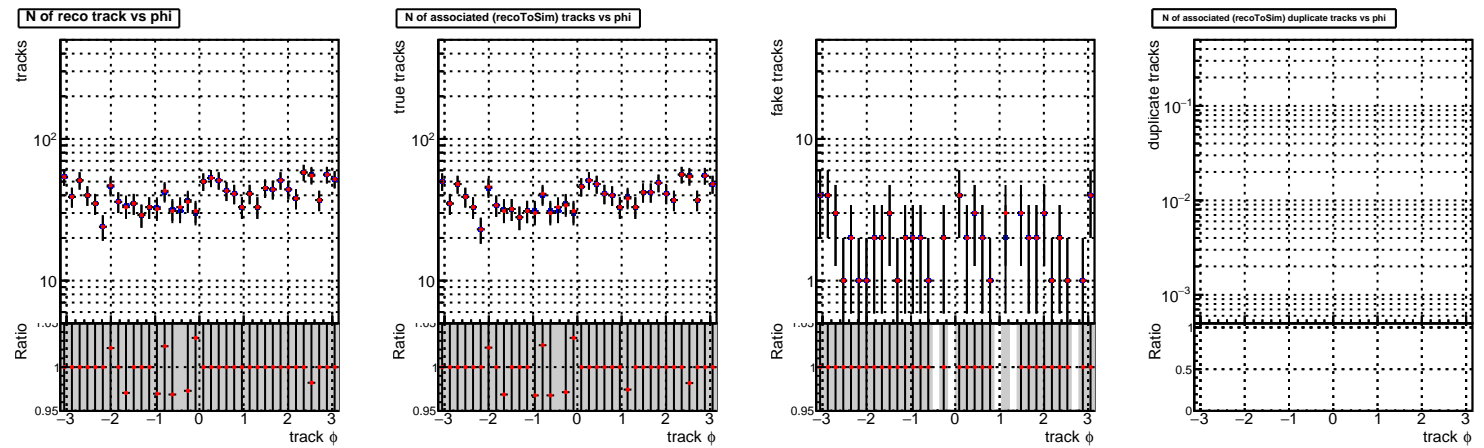 N of reco track vs phi
tracks
10²
10
Ratio
1.05
1
0.95
−3 −2 −1 0 1 2 3
track ϕ
N of associated (recoToSim) tracks vs phi
true tracks
10²
10
Ratio
1.05
1
0.95
−3 −2 −1 0 1 2 3
track ϕ
fake tracks
10
1
Ratio
1.05
1
0.95
−3 −2 −1 0 1 2 3
track ϕ
N of associated (recoToSim) duplicate tracks vs phi
duplicate tracks
10⁻¹
10⁻²
10⁻³
Ratio
1
0.5
0
−3 −2 −1 0 1 2 3
track ϕ